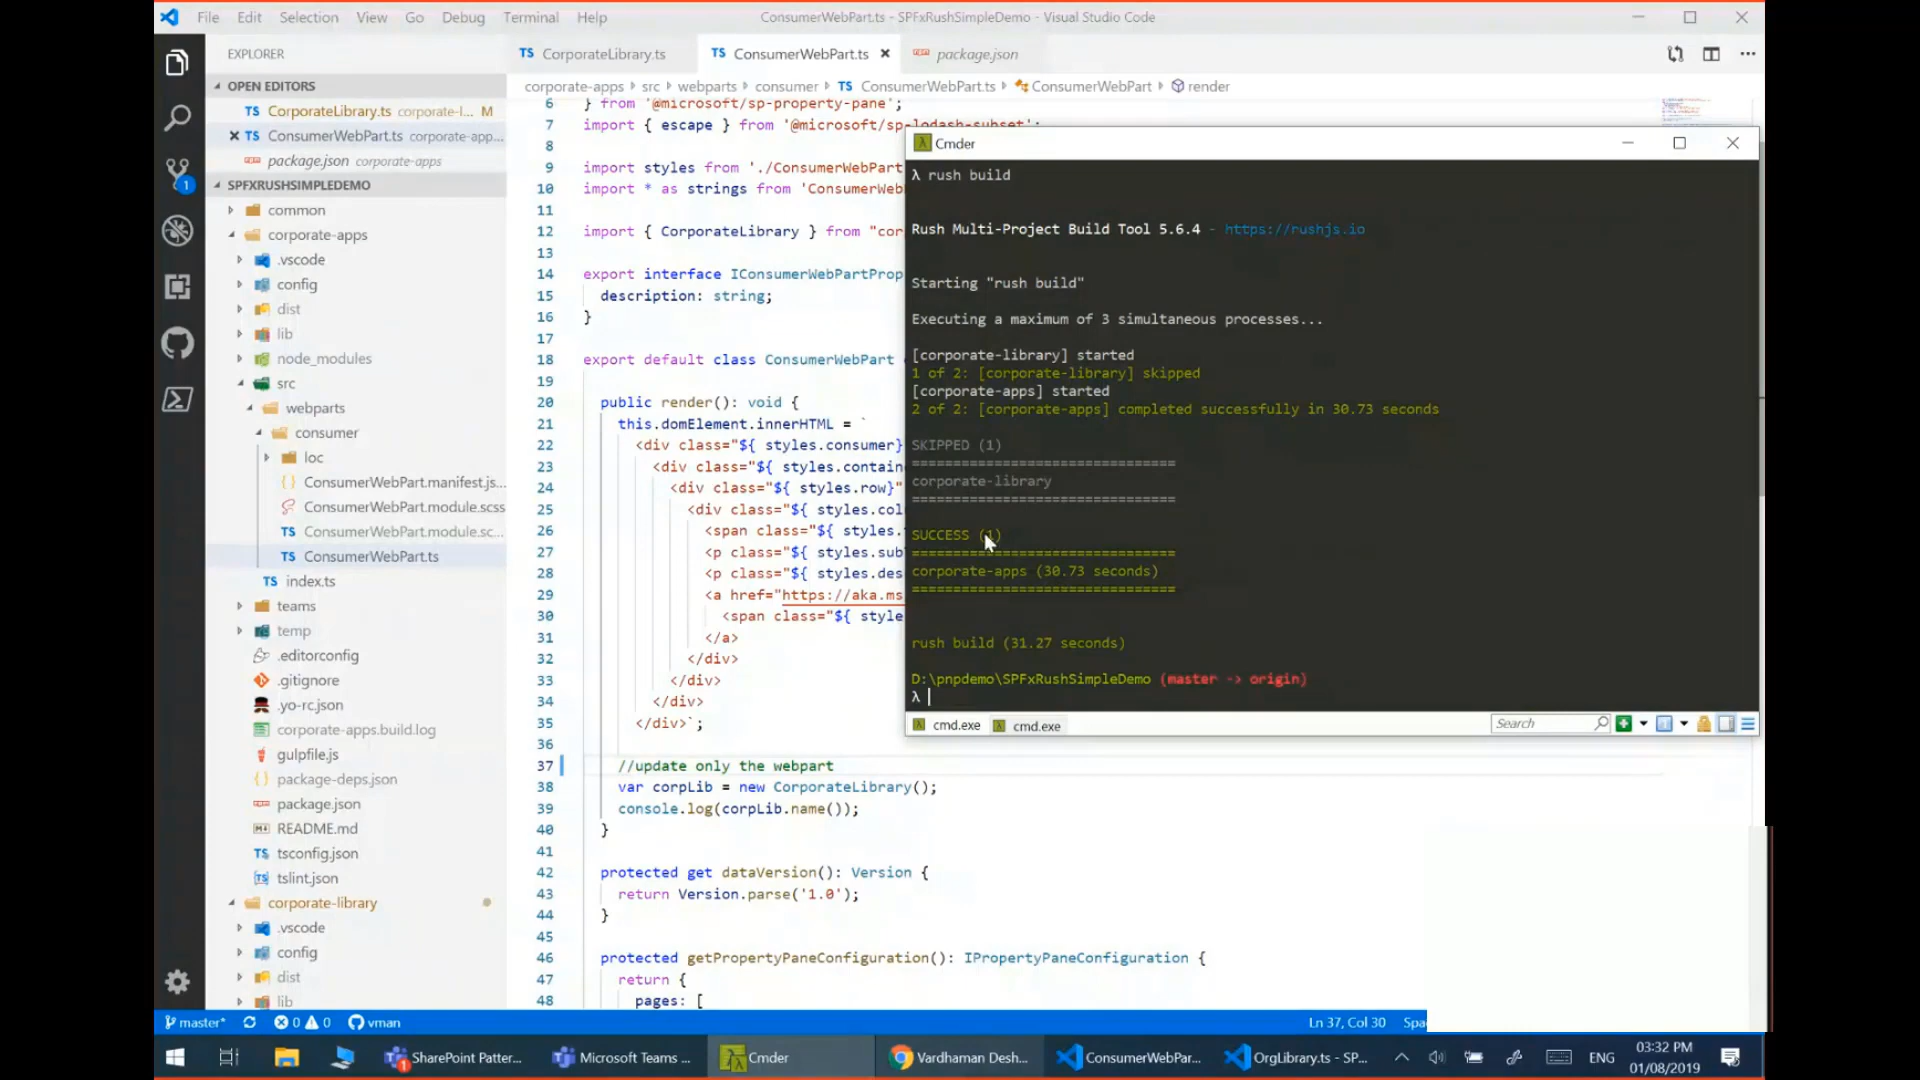 File Edit Selection View Go Debug Terminal Help
ConsumerWebPart.ts - SPFxRushSimpleDemo - Visual Studio Code
EXPLORER
OPEN EDITORS
TS CorporateLibrary.ts corporate-l... M
TS ConsumerWebPart.ts corporate-app...
package.json corporate-apps
SPFXRUSHSIMPLEDEMO
common
corporate-apps
.vscode
config
dist
lib
node_modules
src
webparts
consumer
loc
ConsumerWebPart.manifest.js...
ConsumerWebPart.module.scss
TS ConsumerWebPart.module.sc...
TS ConsumerWebPart.ts
TS index.ts
teams
temp
.editorconfig
.gitignore
.yo-rc.json
corporate-apps.build.log
gulpfile.js
package-deps.json
package.json
README.md
TS tsconfig.json
tslint.json
corporate-library
.vscode
config
dist
lib
TS CorporateLibrary.ts
TS ConsumerWebPart.ts
package.json
corporate-apps src webparts consumer TS ConsumerWebPart.ts ConsumerWebPart render
6 } from '@microsoft/sp-property-pane';
7 import { escape } from '@microsoft/sp-lodash-subset';
8
9 import styles from './ConsumerWebPart
10 import * as strings from 'ConsumerWeb
11
12 import { CorporateLibrary } from "cor
13
14 export interface IConsumerWebPartProp
15 description: string;
16 }
17
18 export default class ConsumerWebPart
19
20 public render(): void {
21 this.domElement.innerHTML = `
22 <div class="${ styles.consumer}
23 <div class="${ styles.contain
24 <div class="${ styles.row}"
25 <div class="${ styles.col
26 <span class="${ styles.
27 <p class="${ styles.sub
28 <p class="${ styles.des
29 <a href="https://aka.ms
30 <span class="${ style
31 </a>
32 </div>
33 </div>
34 </div>
35 </div>`;
36
37 //update only the webpart
38 var corpLib = new CorporateLibrary();
39 console.log(corpLib.name());
40 }
41
42 protected get dataVersion(): Version {
43 return Version.parse('1.0');
44 }
45
46 protected getPropertyPaneConfiguration(): IPropertyPaneConfiguration {
47 return {
48 pages: [
Cmder
λ rush build
Rush Multi-Project Build Tool 5.6.4 - https://rushjs.io
Starting "rush build"
Executing a maximum of 3 simultaneous processes...
[corporate-library] started
1 of 2: [corporate-library] skipped
[corporate-apps] started
2 of 2: [corporate-apps] completed successfully in 30.73 seconds
SKIPPED (1)
================================
corporate-library
================================
SUCCESS (1)
================================
corporate-apps (30.73 seconds)
================================
rush build (31.27 seconds)
D:\pnpdemo\SPFxRushSimpleDemo (master -> origin)
λ
cmd.exe cmd.exe Search
master* 0 0 vman
Ln 37, Col 30 Spa
SharePoint Patter...
Microsoft Teams ...
Cmder
Vardhaman Desh...
ConsumerWebPar...
OrgLibrary.ts - SP...
ENG
03:32 PM
01/08/2019